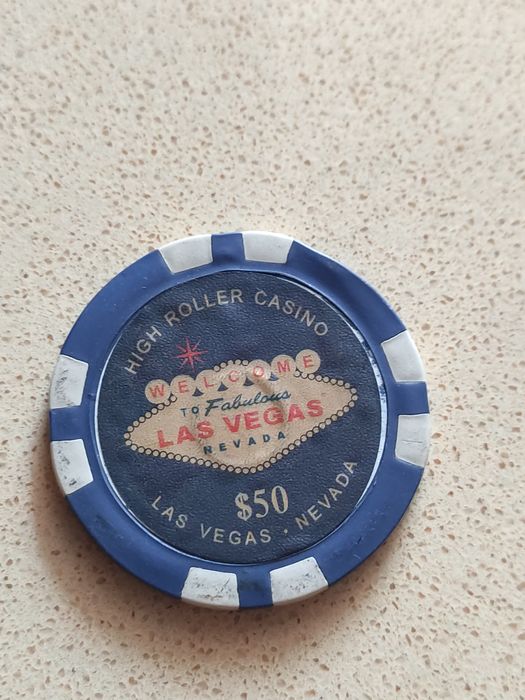 HIGH ROLLER CASINO
WELCOME
TO Fabulous
LAS VEGAS
NEVADA
$50
LAS VEGAS · NEVADA